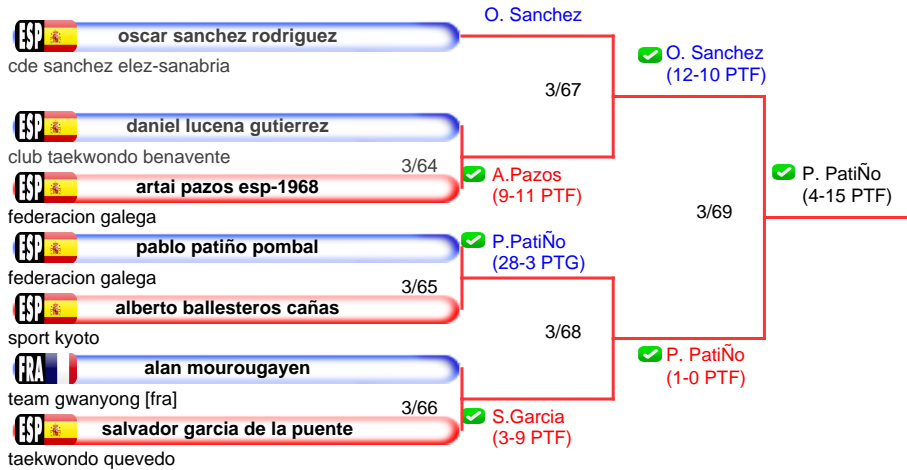 ESP oscar sanchez rodriguez
cde sanchez elez-sanabria
O. Sanchez
ESP daniel lucena gutierrez
club taekwondo benavente
3/64
ESP artai pazos esp-1968
federacion galega
A.Pazos
(9-11 PTF)
3/67
O. Sanchez
(12-10 PTF)
ESP pablo patiño pombal
federacion galega
P.PatiÑo
(28-3 PTG)
3/65
ESP alberto ballesteros cañas
sport kyoto
FRA alan mourougayen
team gwanyong [fra]
3/66
ESP salvador garcia de la puente
taekwondo quevedo
S.Garcia
(3-9 PTF)
3/68
P. PatiÑo
(1-0 PTF)
3/69
P. PatiÑo
(4-15 PTF)